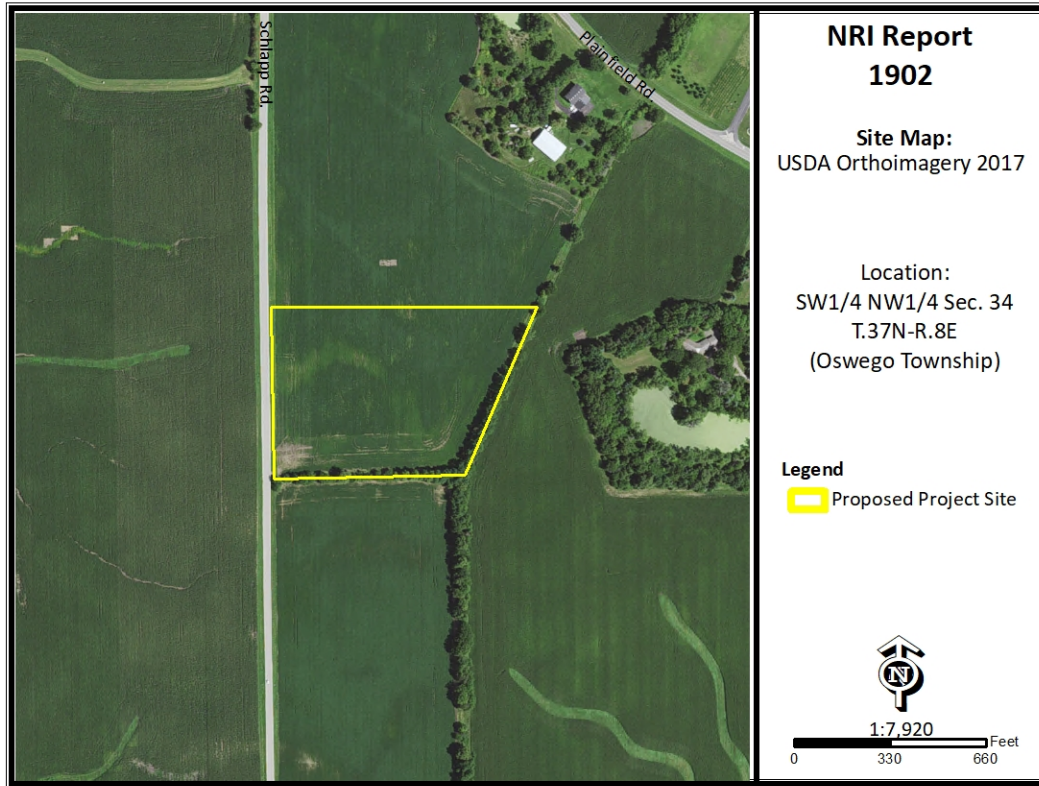 Schlapp Rd.
Plainfield Rd.
NRI Report
1902
Site Map:
USDA Orthoimagery 2017
Location:
SW1/4 NW1/4 Sec. 34
T.37N-R.8E
(Oswego Township)
Legend
Proposed Project Site
N
1:7,920
Feet
0 330 660